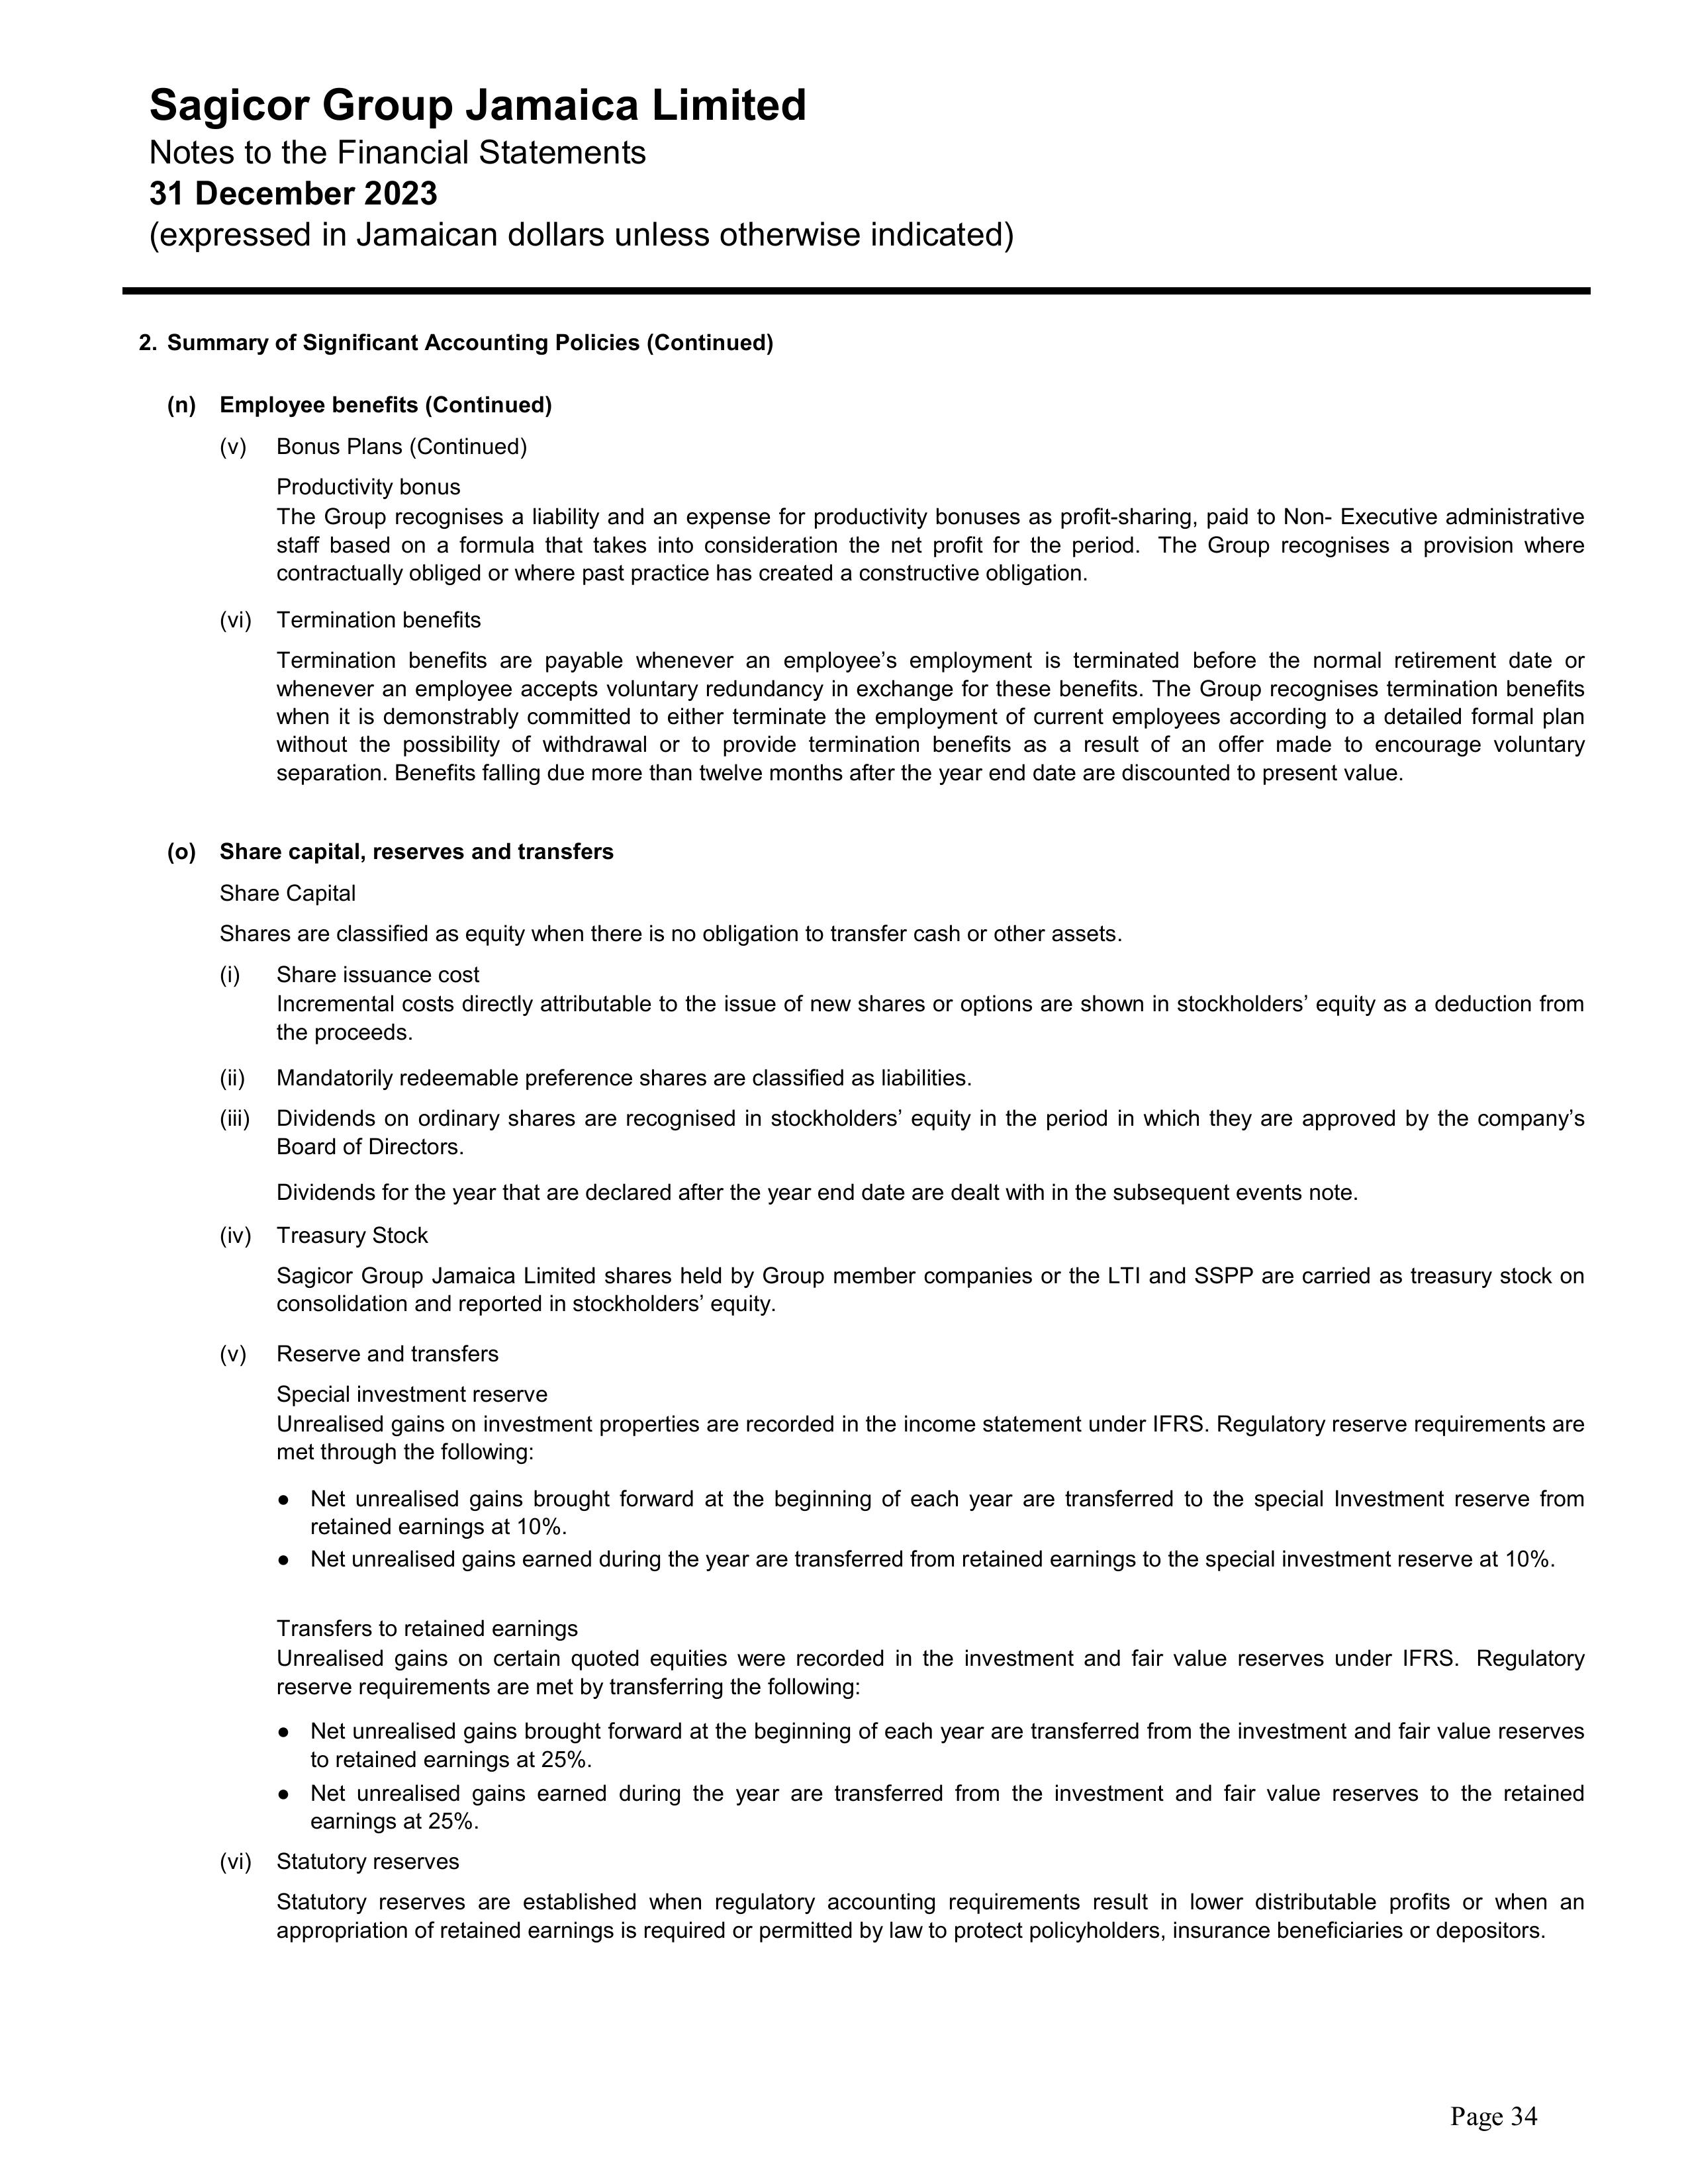 Sagicor Group Jamaica Limited
Notes to the Financial Statements
31 December 2023
(expressed in Jamaican dollars unless otherwise indicated)
2. Summary of Significant Accounting Policies (Continued)
(n) Employee benefits (Continued)
(v) Bonus Plans (Continued)
Productivity bonus
The Group recognises a liability and an expense for productivity bonuses as profit-sharing, paid to Non- Executive administrative
staff based on a formula that takes into consideration the net profit for the period. The Group recognises a provision where
contractually obliged or where past practice has created a constructive obligation.
(vi) Termination benefits
Termination benefits are payable whenever an employee’s employment is terminated before the normal retirement date or
whenever an employee accepts voluntary redundancy in exchange for these benefits. The Group recognises termination benefits
when it is demonstrably committed to either terminate the employment of current employees according to a detailed formal plan
without the possibility of withdrawal or to provide termination benefits as a result of an offer made to encourage voluntary
separation. Benefits falling due more than twelve months after the year end date are discounted to present value.
(o) Share capital, reserves and transfers
Share Capital
Shares are classified as equity when there is no obligation to transfer cash or other assets.
(i) Share issuance cost
Incremental costs directly attributable to the issue of new shares or options are shown in stockholders’ equity as a deduction from
the proceeds.
(ii) Mandatorily redeemable preference shares are classified as liabilities.
(iii) Dividends on ordinary shares are recognised in stockholders’ equity in the period in which they are approved by the company’s
Board of Directors.
Dividends for the year that are declared after the year end date are dealt with in the subsequent events note.
(iv) Treasury Stock
Sagicor Group Jamaica Limited shares held by Group member companies or the LTI and SSPP are carried as treasury stock on
consolidation and reported in stockholders’ equity.
(v) Reserve and transfers
Special investment reserve
Unrealised gains on investment properties are recorded in the income statement under IFRS. Regulatory reserve requirements are
met through the following:
● Net unrealised gains brought forward at the beginning of each year are transferred to the special Investment reserve from
retained earnings at 10%.
● Net unrealised gains earned during the year are transferred from retained earnings to the special investment reserve at 10%.
Transfers to retained earnings
Unrealised gains on certain quoted equities were recorded in the investment and fair value reserves under IFRS. Regulatory
reserve requirements are met by transferring the following:
● Net unrealised gains brought forward at the beginning of each year are transferred from the investment and fair value reserves
to retained earnings at 25%.
● Net unrealised gains earned during the year are transferred from the investment and fair value reserves to the retained
earnings at 25%.
(vi) Statutory reserves
Statutory reserves are established when regulatory accounting requirements result in lower distributable profits or when an
appropriation of retained earnings is required or permitted by law to protect policyholders, insurance beneficiaries or depositors.
Page 34